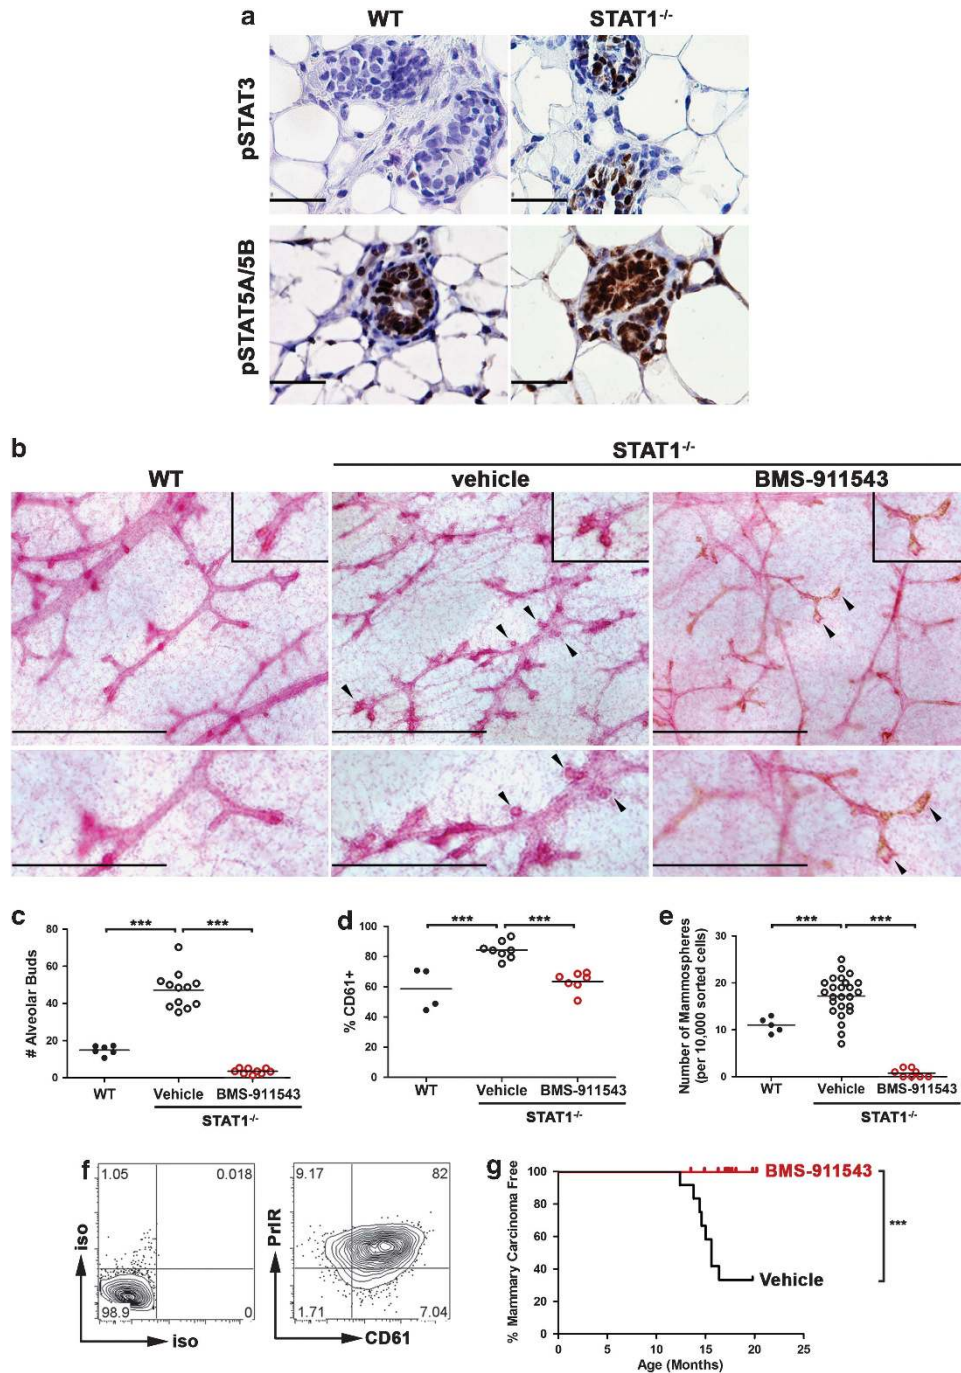 a
WT STAT1-/-
pSTAT3
pSTAT5A/5B
b
STAT1-/-
WT vehicle BMS-911543
c
***
***
# Alveolar Buds
80
60
40
20
0
WT Vehicle BMS-911543
STAT1-/-
d
***
***
% CD61+
100
80
60
40
20
0
WT Vehicle BMS-911543
STAT1-/-
e
***
***
Number of Mammospheres
(per 10,000 sorted cells)
30
20
10
0
WT Vehicle BMS-911543
STAT1-/-
f
1.05 0.018
98.9 0
iso
iso
9.17 82
1.71 7.04
PrlR
CD61
g
% Mammary Carcinoma Free
100
80
60
40
20
0
BMS-911543
***
Vehicle
0 5 10 15 20 25
Age (Months)